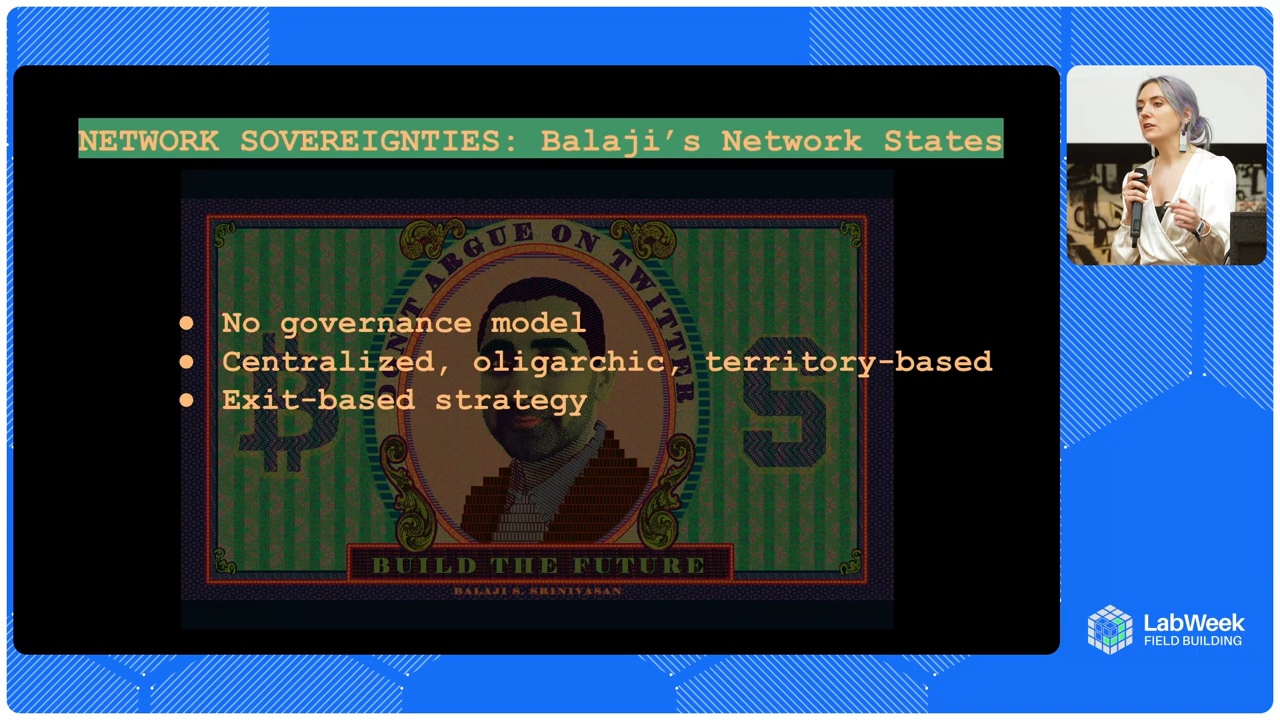 NETWORK SOVEREIGNTIES: Balaji's Network States
DONT ARGUE ON TWITTER
● No governance model
● Centralized, oligarchic, territory-based
● Exit-based strategy
₿ S
BUILD THE FUTURE
BALAJI S. SRINIVASAN
LabWeek
FIELD BUILDING